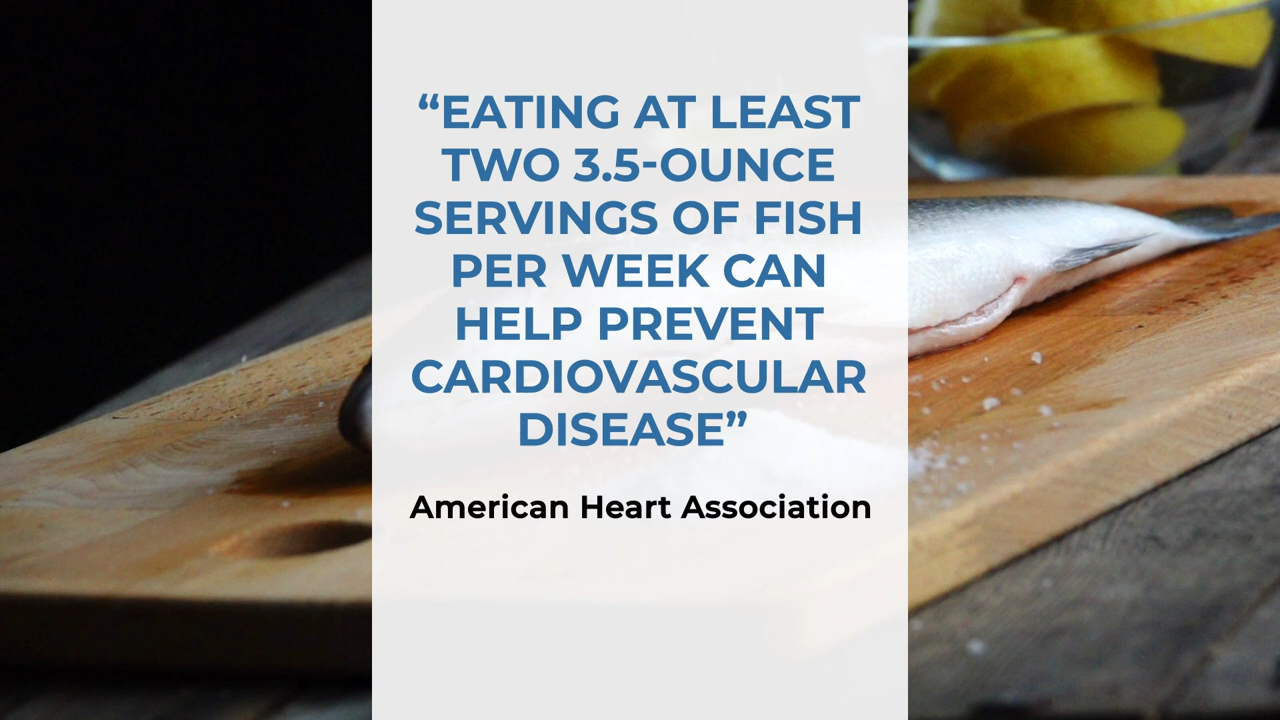 “EATING AT LEAST
TWO 3.5-OUNCE
SERVINGS OF FISH
PER WEEK CAN
HELP PREVENT
CARDIOVASCULAR
DISEASE”
American Heart Association